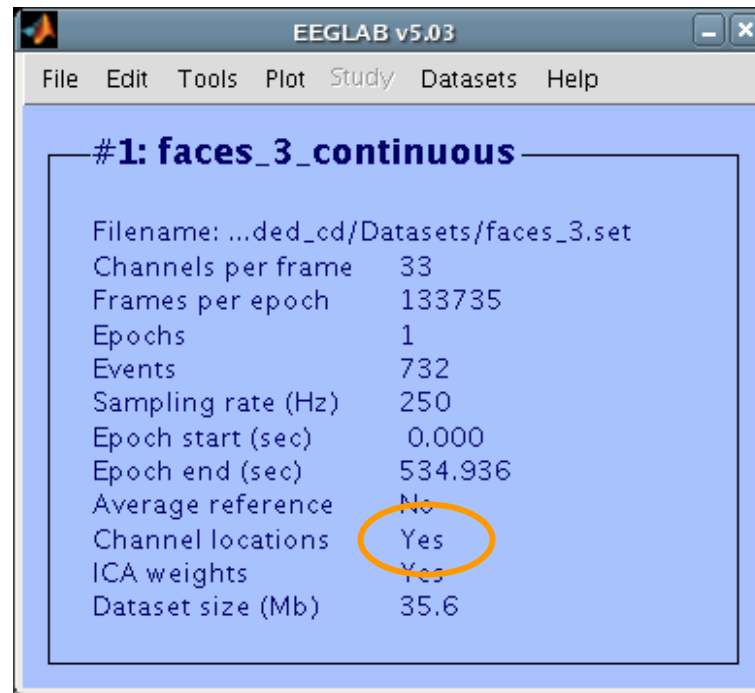 EEGLAB v5.03
File Edit Tools Plot Study Datasets Help
#1: faces_3_continuous
Filename: ...ded_cd/Datasets/faces_3.set
Channels per frame 33
Frames per epoch 133735
Epochs 1
Events 732
Sampling rate (Hz) 250
Epoch start (sec) 0.000
Epoch end (sec) 534.936
Average reference No
Channel locations Yes
ICA weights Yes
Dataset size (Mb) 35.6